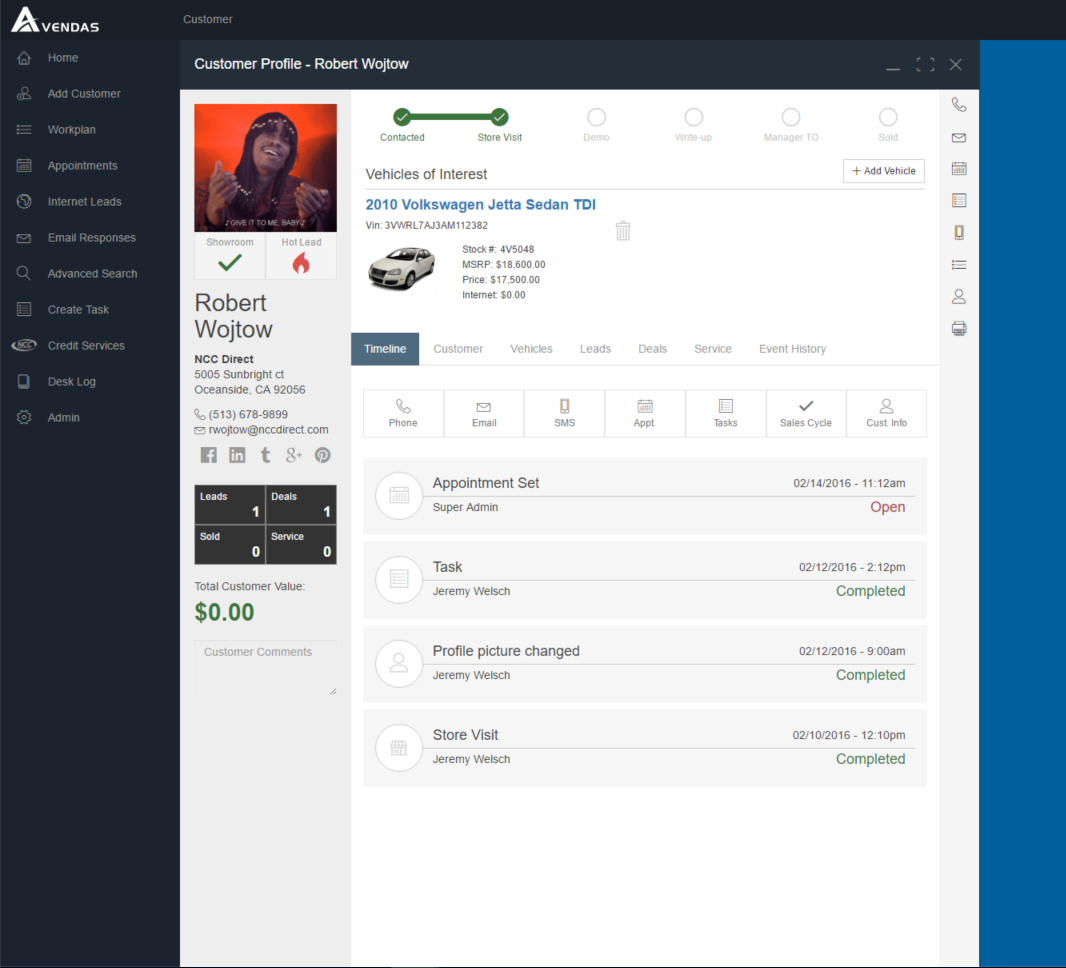 AVENDAS
Customer
Home
Add Customer
Workplan
Appointments
Internet Leads
Email Responses
Advanced Search
Create Task
NCC
Credit Services
Desk Log
Admin
Customer Profile - Robert Wojtow
♪ GIVE IT TO ME, BABY ♪
Showroom
Hot Lead
Robert
Wojtow
NCC Direct
5005 Sunbright ct
Oceanside, CA 92056
(513) 678-9899
rwojtow@nccdirect.com
Leads
1
Deals
1
Sold
0
Service
0
Total Customer Value:
$0.00
Customer Comments
Contacted
Store Visit
Demo
Write-up
Manager TO
Sold
Vehicles of Interest
+ Add Vehicle
2010 Volkswagen Jetta Sedan TDI
Vin: 3VWRL7AJ3AM112382
Stock #: 4V5048
MSRP: $18,600.00
Price: $17,500.00
Internet: $0.00
Timeline
Customer
Vehicles
Leads
Deals
Service
Event History
Phone
Email
SMS
Appt.
Tasks
Sales Cycle
Cust. Info
Appointment Set
02/14/2016 - 11:12am
Super Admin
Open
Task
02/12/2016 - 2:12pm
Jeremy Welsch
Completed
Profile picture changed
02/12/2016 - 9:00am
Jeremy Welsch
Completed
Store Visit
02/10/2016 - 12:10pm
Jeremy Welsch
Completed